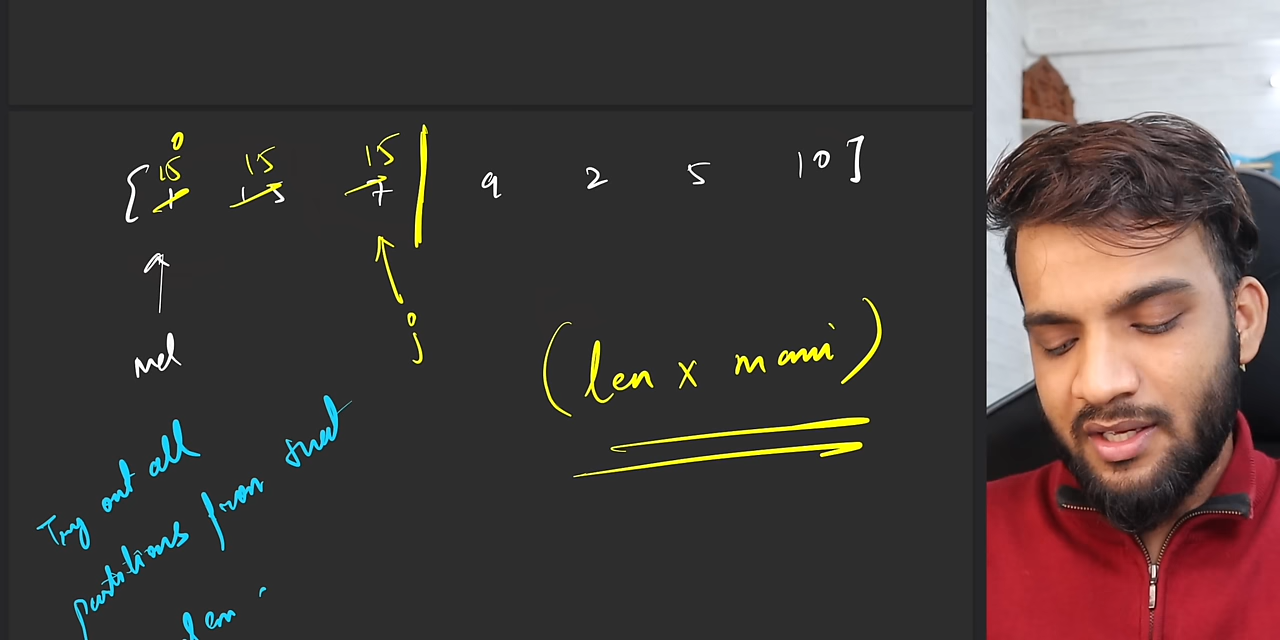 0
15 15 15
[1 15 7 | 9 2 5 10]
ind j
(len x maxi)
Try out all
partitions from ind